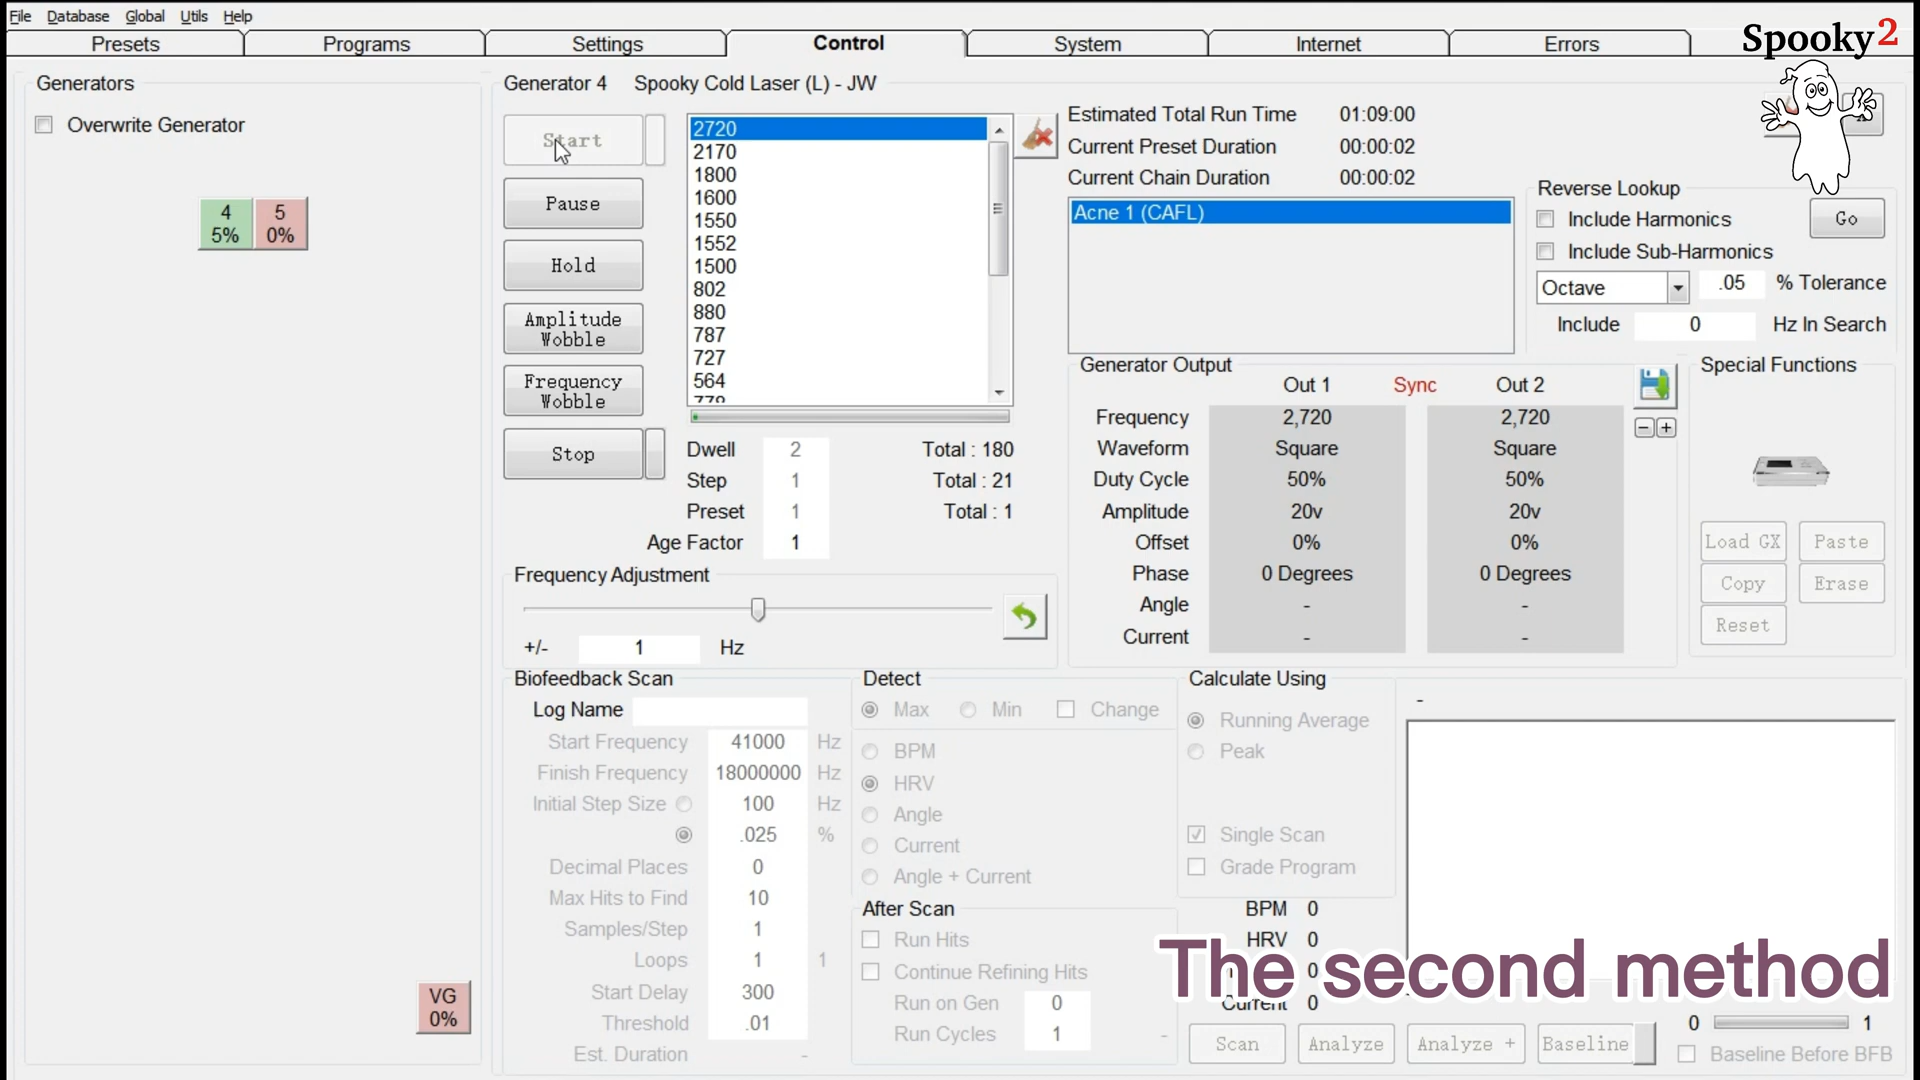 File Database Global Utils Help
Presets Programs Settings Control System Internet Errors
Spooky2
Generators
Overwrite Generator
4 5
5% 0%
VG
0%
Generator 4 Spooky Cold Laser (L) - JW
Start
Pause
Hold
Amplitude
Wobble
Frequency
Wobble
Stop
2720
2170
1800
1600
1550
1552
1500
802
880
787
727
564
Dwell 2 Total : 180
Step 1 Total : 21
Preset 1 Total : 1
Age Factor 1
Frequency Adjustment
+/- 1 Hz
Estimated Total Run Time 01:09:00
Current Preset Duration 00:00:02
Current Chain Duration 00:00:02
Acne 1 (CAFL)
Reverse Lookup
Include Harmonics Go
Include Sub-Harmonics
Octave .05 % Tolerance
Include 0 Hz In Search
Generator Output
Out 1 Sync Out 2
Frequency 2,720 2,720
Waveform Square Square
Duty Cycle 50% 50%
Amplitude 20v 20v
Offset 0% 0%
Phase 0 Degrees 0 Degrees
Angle - -
Current - -
Special Functions
Load GX Paste
Copy Erase
Reset
Biofeedback Scan
Log Name
Start Frequency 41000 Hz
Finish Frequency 18000000 Hz
Initial Step Size 100 Hz
.025 %
Decimal Places 0
Max Hits to Find 10
Samples/Step 1
Loops 1 1
Start Delay 300
Threshold .01
Est. Duration -
Detect
Max Min Change
BPM
HRV
Angle
Current
Angle + Current
After Scan
Run Hits
Continue Refining Hits
Run on Gen 0
Run Cycles 1 -
Calculate Using
Running Average
Peak
Single Scan
Grade Program
BPM 0
HRV 0
0
Current 0
-
The second method
Scan Analyze Analyze + Baseline
0 1
Baseline Before BFB